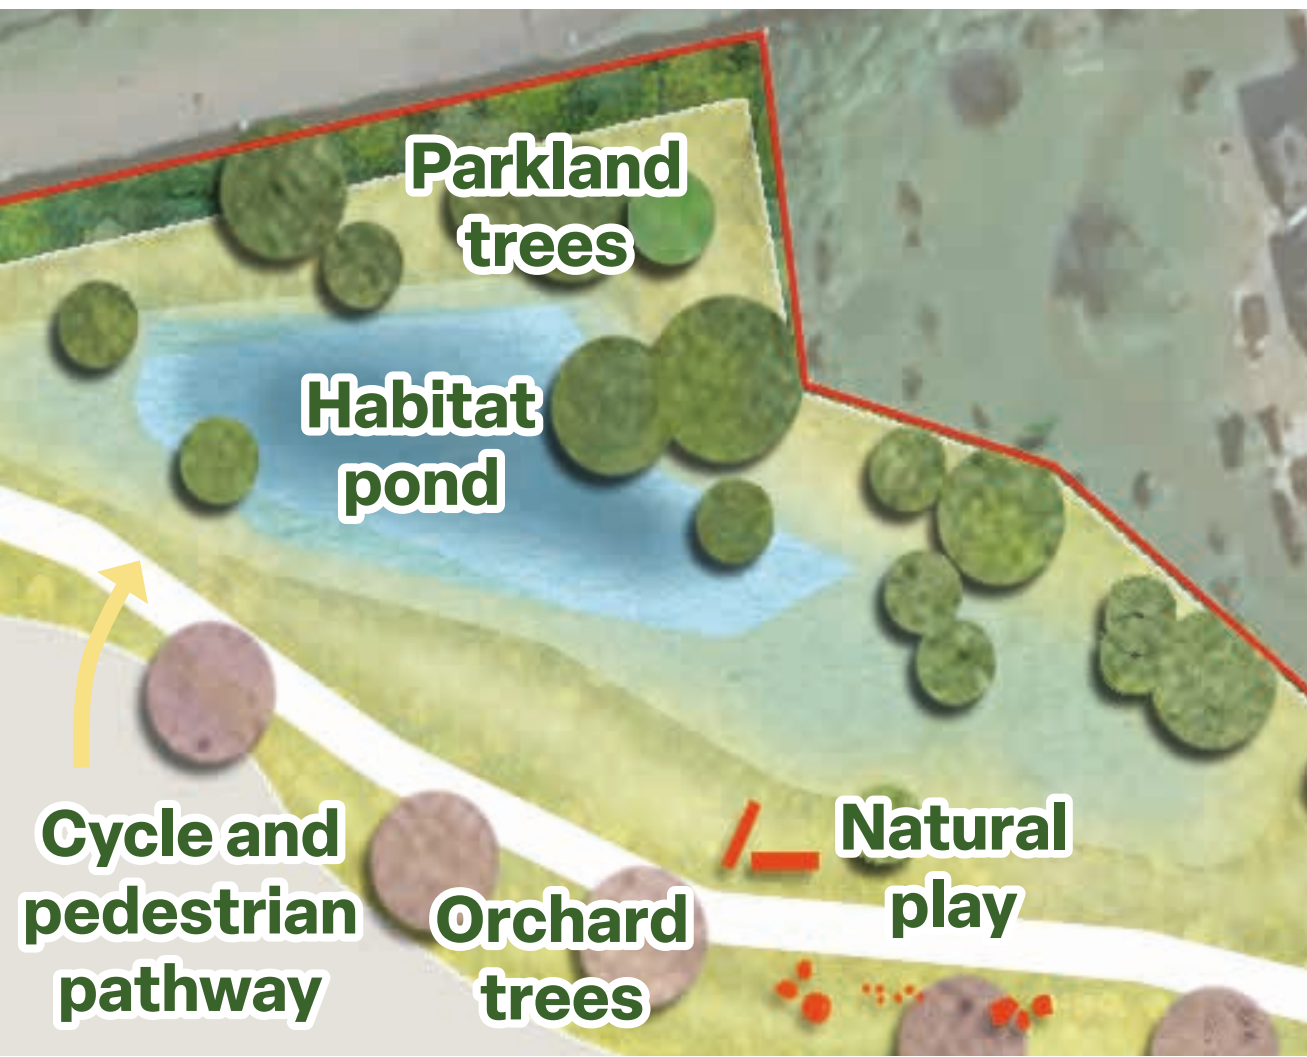 Parkland
trees
Habitat
pond
Cycle and
pedestrian
pathway
Orchard
trees
Natural
play